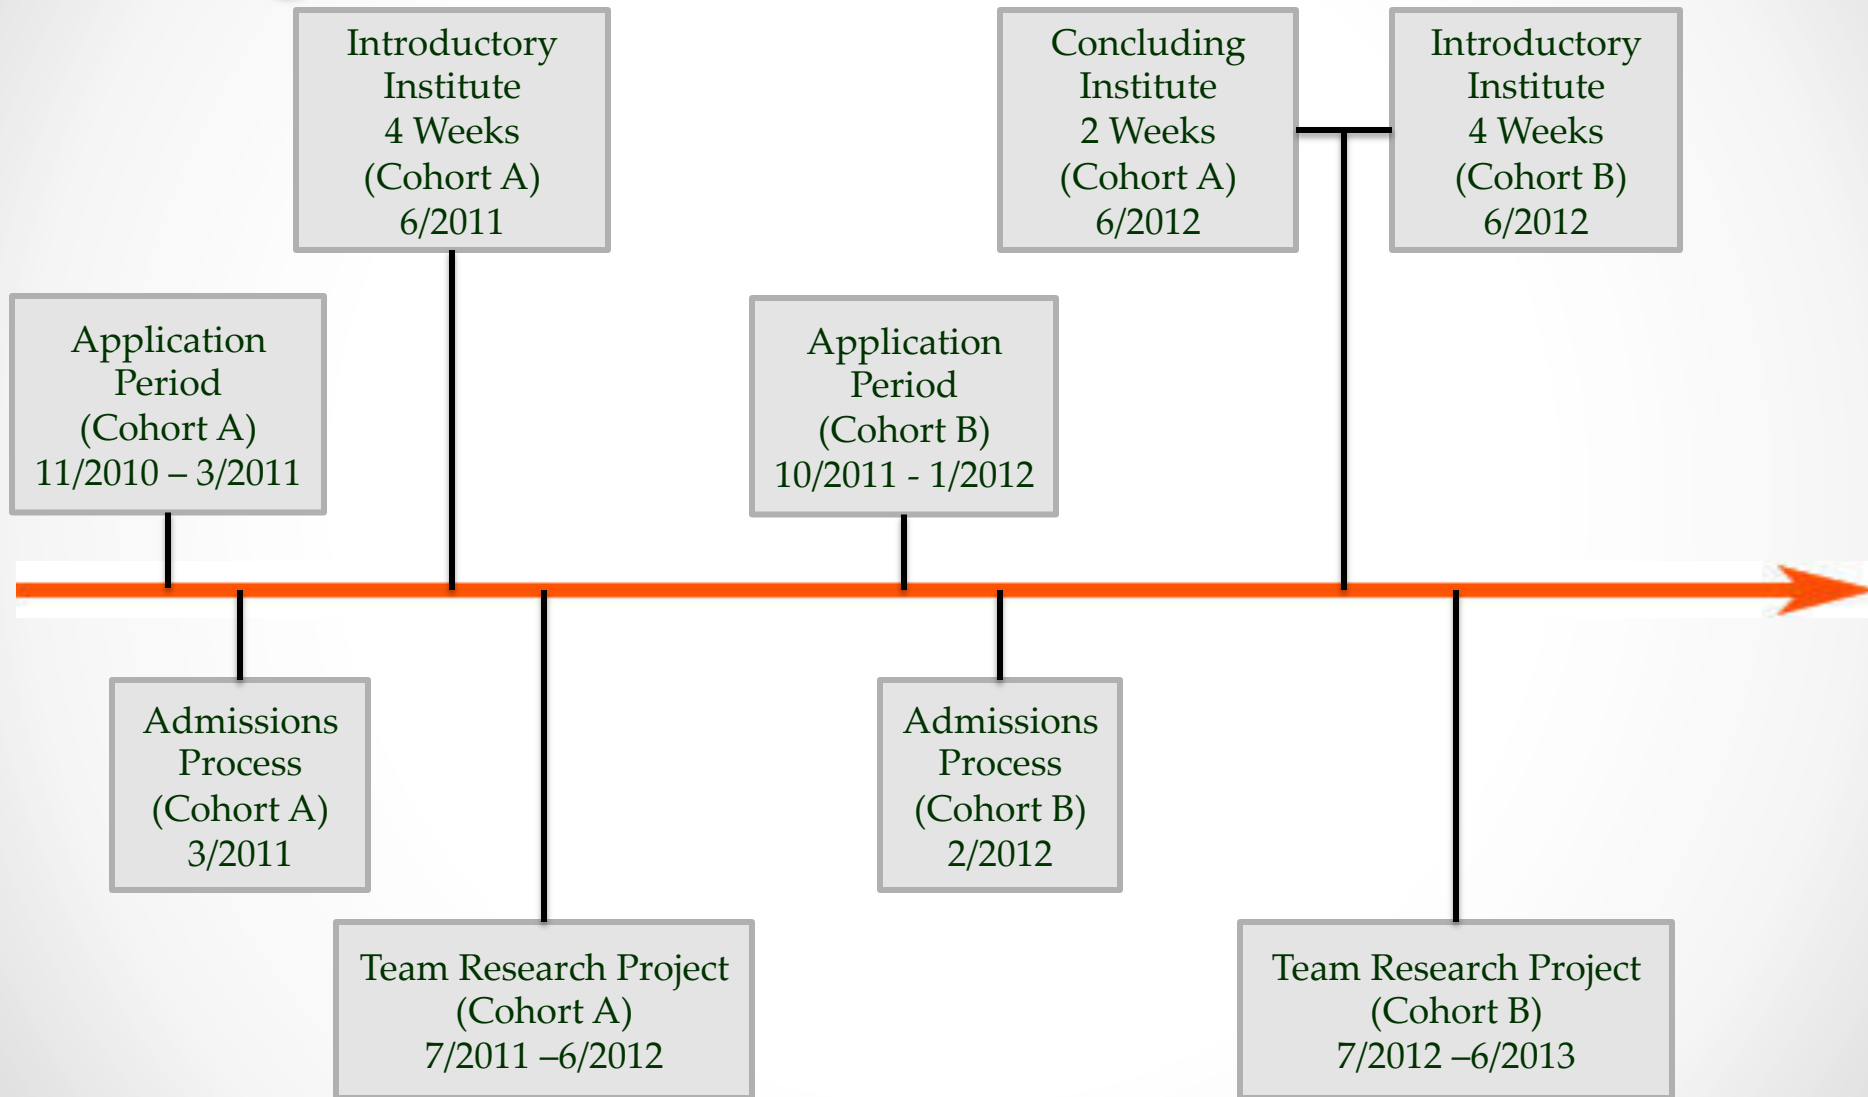 Introductory
Institute
4 Weeks
(Cohort A)
6/2011
Concluding
Institute
2 Weeks
(Cohort A)
6/2012
Introductory
Institute
4 Weeks
(Cohort B)
6/2012
Application
Period
(Cohort A)
11/2010 – 3/2011
Application
Period
(Cohort B)
10/2011 - 1/2012
Admissions
Process
(Cohort A)
3/2011
Admissions
Process
(Cohort B)
2/2012
Team Research Project
(Cohort A)
7/2011 –6/2012
Team Research Project
(Cohort B)
7/2012 –6/2013